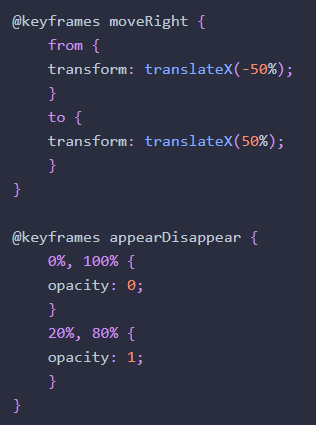 @keyframes moveRight {
    from {
    transform: translateX(-50%);
    }
    to {
    transform: translateX(50%);
    }
}

@keyframes appearDisappear {
    0%, 100% {
    opacity: 0;
    }
    20%, 80% {
    opacity: 1;
    }
}